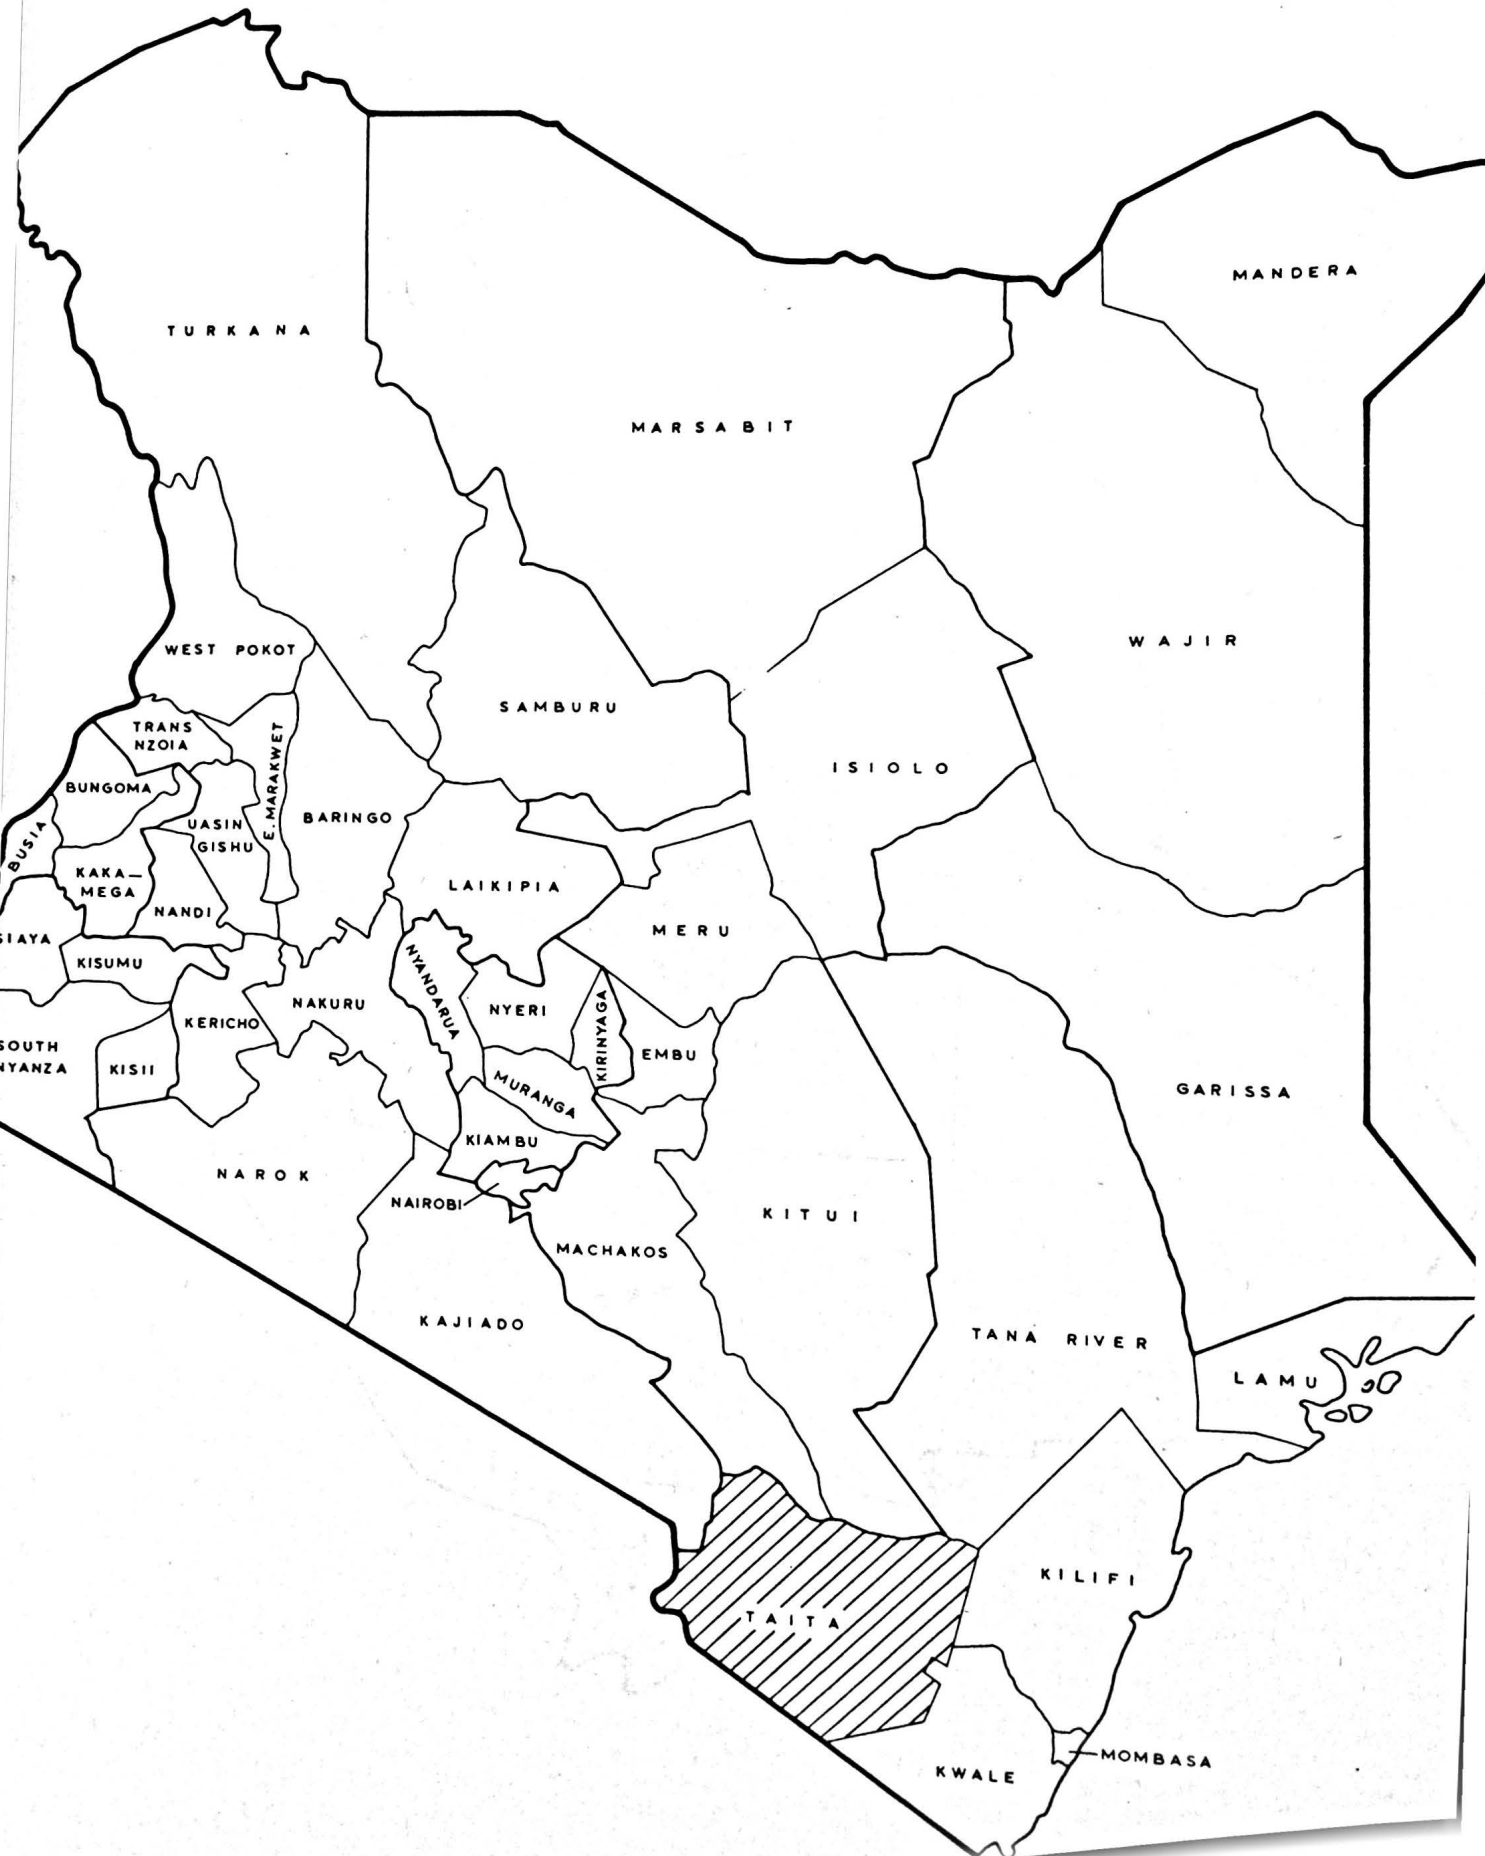 MANDERA
TURKANA
MARSABIT
WAJIR
WEST POKOT
SAMBURU
TRANS
NZOIA
E. MARAKWET
ISIOLO
BUNGOMA
BARINGO
UASIN
GISHU
BUSIA
KAKA—
MEGA
LAIKIPIA
NANDI
MERU
SIAYA
KISUMU
NYANDARUA
NAKURU
NYERI
KIRINYAGA
KERICHO
SOUTH
NYANZA
KISII
EMBU
MURANGA
GARISSA
KIAMBU
NAROK
NAIROBI
KITUI
MACHAKOS
KAJIADO
TANA RIVER
LAMU
KILIFI
TAITA
MOMBASA
KWALE